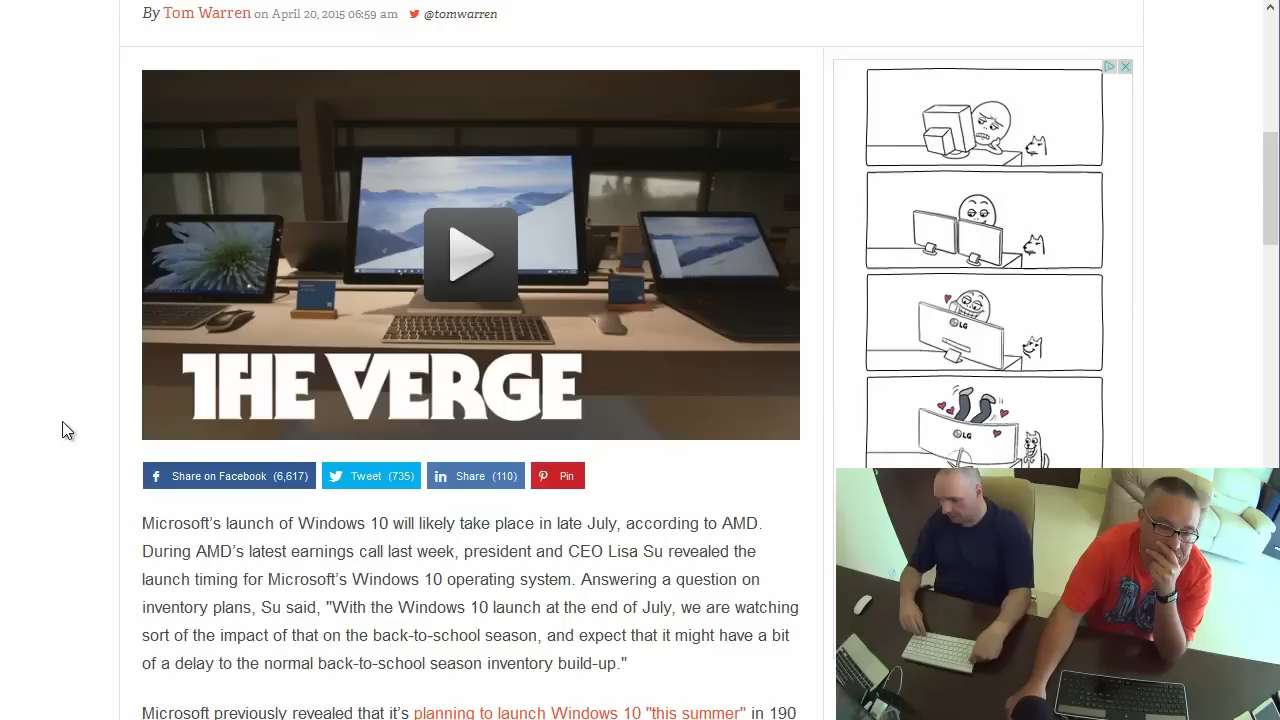 By Tom Warren on April 20, 2015 06:59 am @tomwarren
THE VERGE
LG
LG
Share on Facebook (6,617)
Tweet (735)
Share (110)
Pin
Microsoft’s launch of Windows 10 will likely take place in late July, according to AMD.
During AMD’s latest earnings call last week, president and CEO Lisa Su revealed the
launch timing for Microsoft’s Windows 10 operating system. Answering a question on
inventory plans, Su said, "With the Windows 10 launch at the end of July, we are watching
sort of the impact of that on the back-to-school season, and expect that it might have a bit
of a delay to the normal back-to-school season inventory build-up."
Microsoft previously revealed that it's planning to launch Windows 10 "this summer" in 190